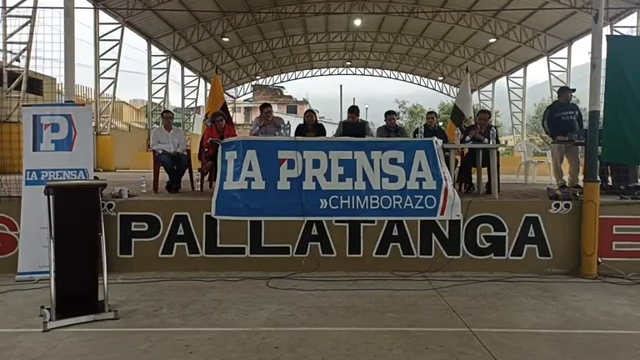 P
LA PRENSA
LA PRENSA
»CHIMBORAZO
"PALLATANGA"
S
E